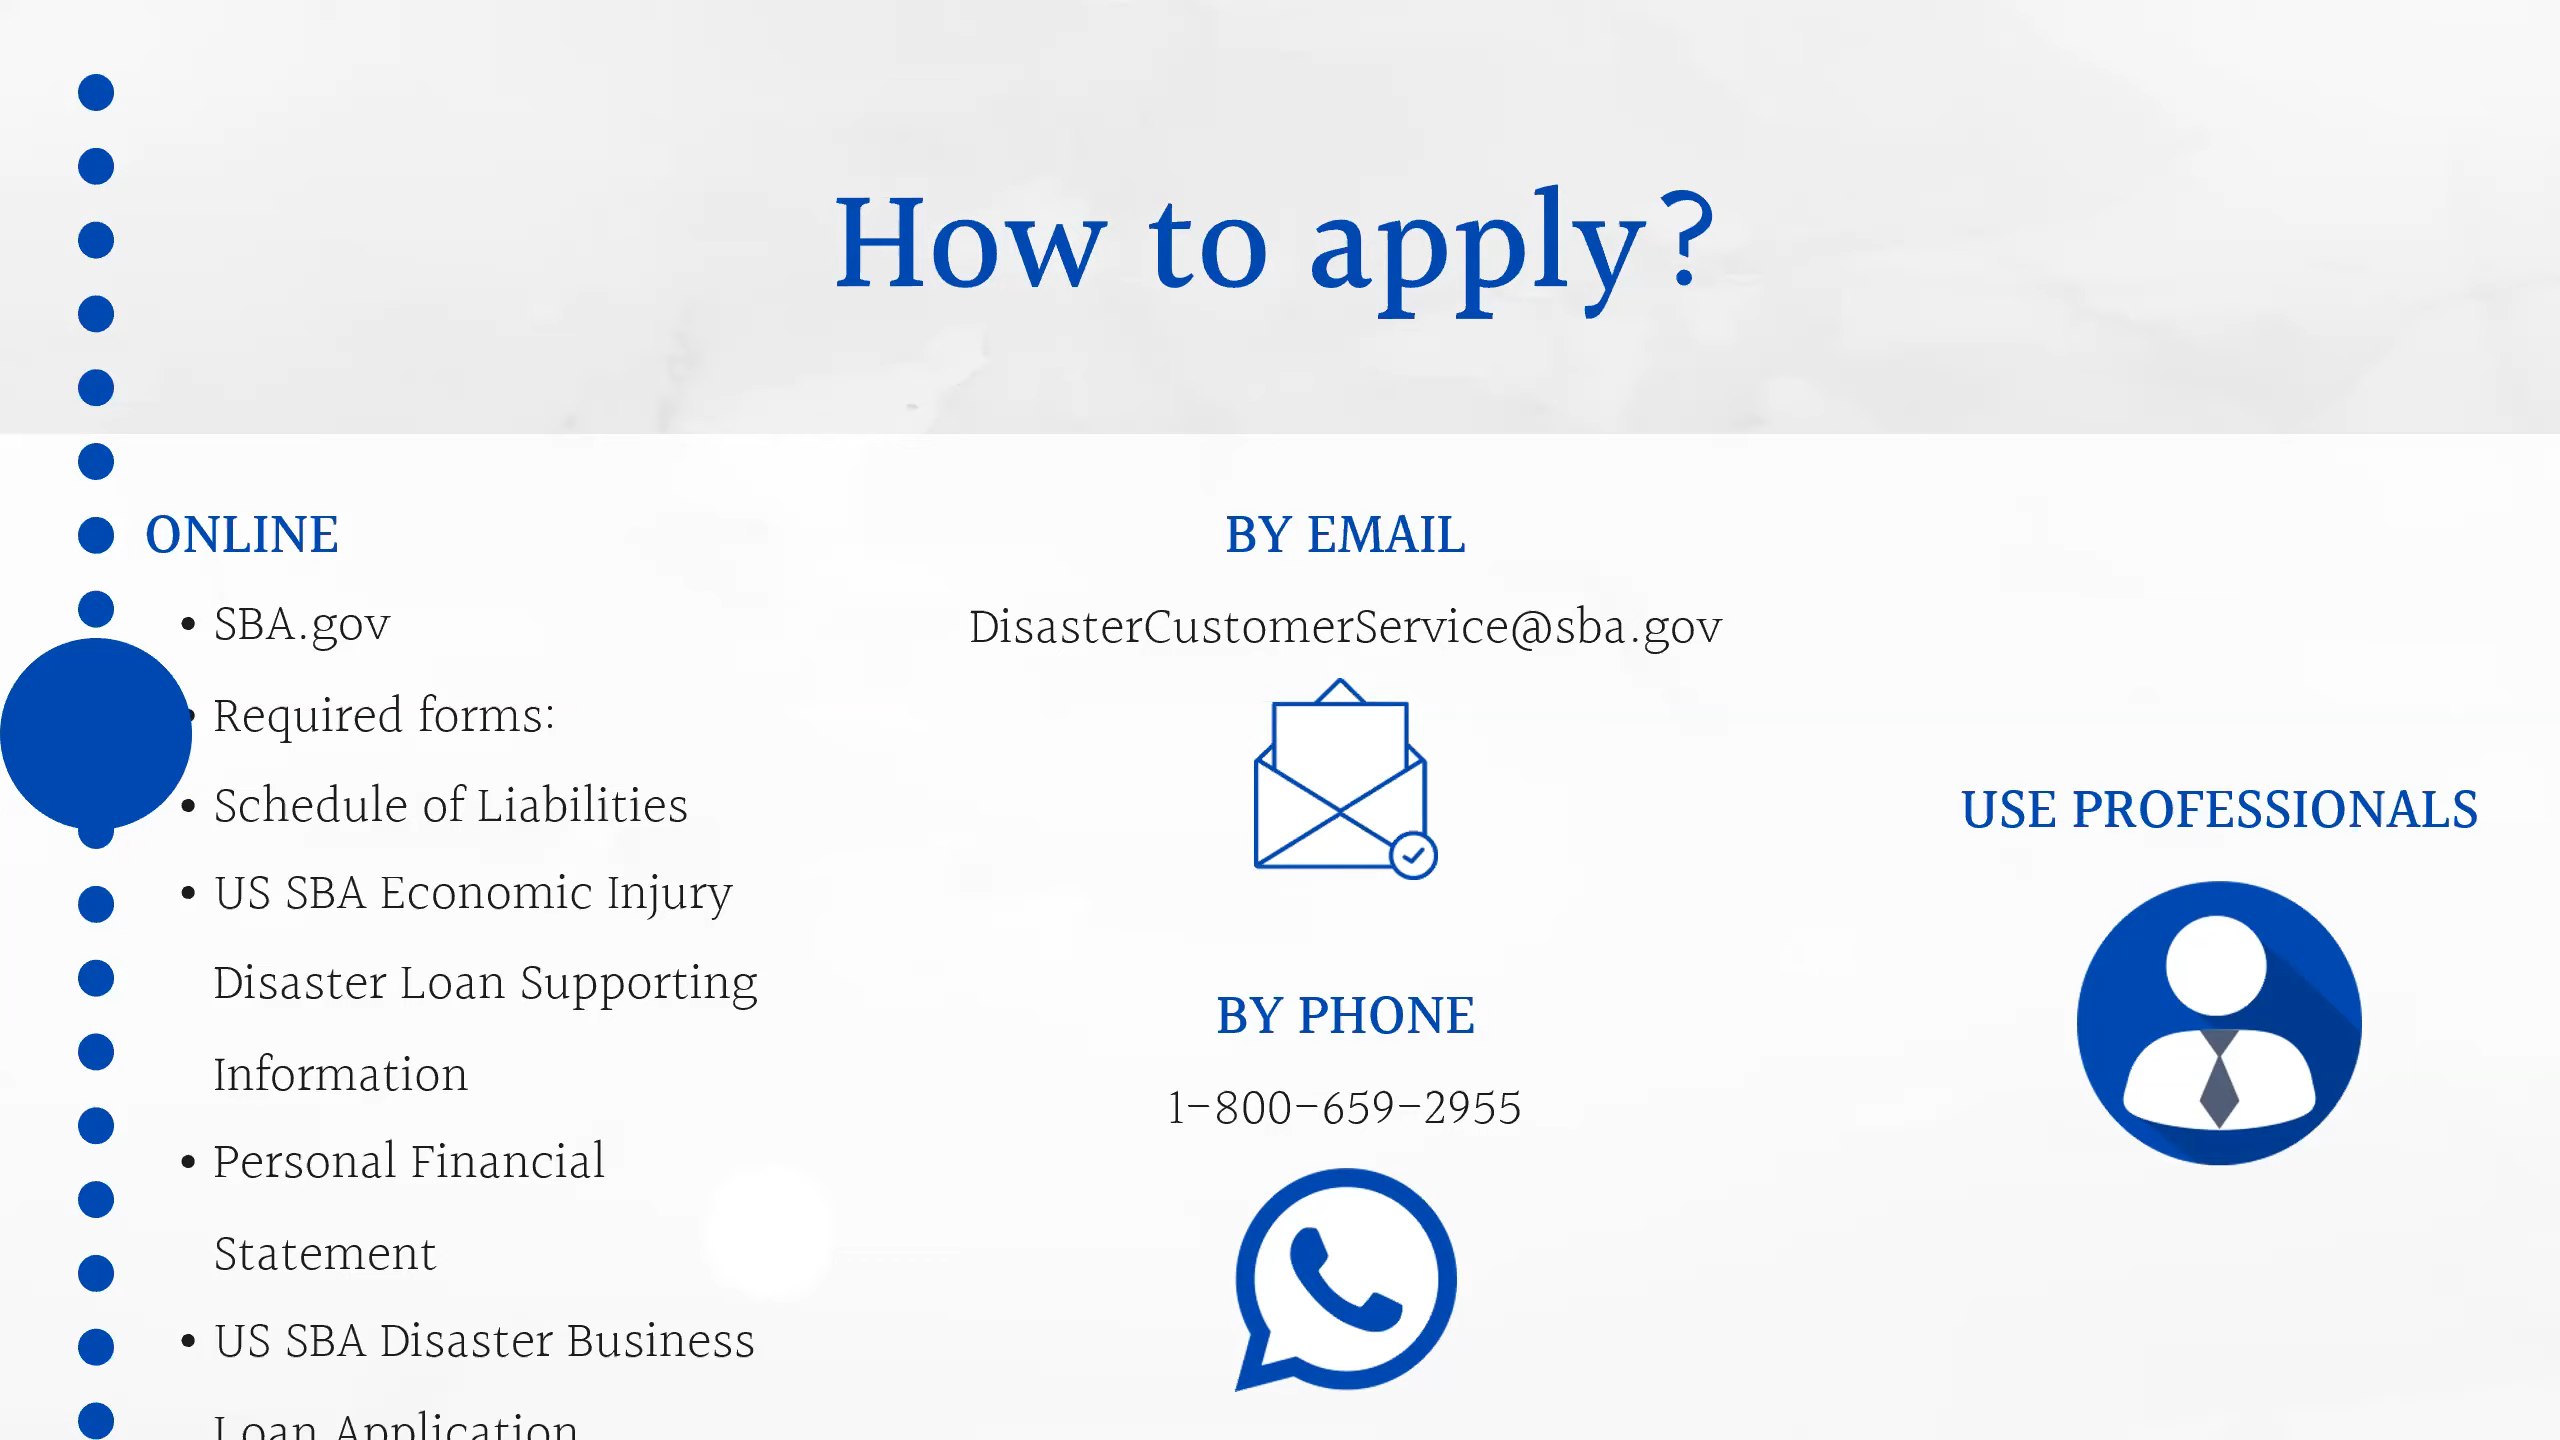 How to apply?
ONLINE
• SBA.gov
• Required forms:
• Schedule of Liabilities
• US SBA Economic Injury
Disaster Loan Supporting
Information
• Personal Financial
Statement
• US SBA Disaster Business
Loan Application
BY EMAIL
DisasterCustomerService@sba.gov
BY PHONE
1-800-659-2955
USE PROFESSIONALS